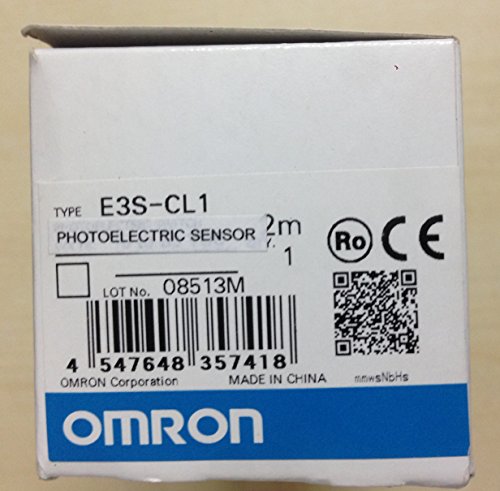 TYPE E3S-CL1
PHOTOELECTRIC SENSOR 2m
Y. 1
LOT No. 08513M
Ro CE
4 547648 357418
OMRON Corporation MADE IN CHINA
mmwsNbHs
OMRON